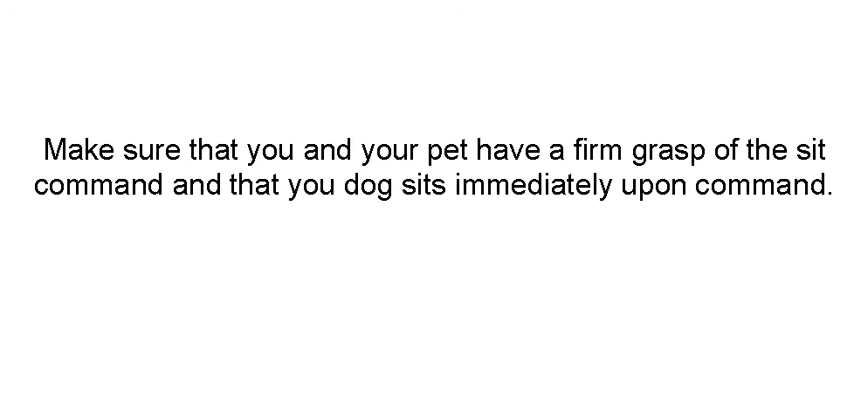 Make sure that you and your pet have a firm grasp of the sit
command and that you dog sits immediately upon command.